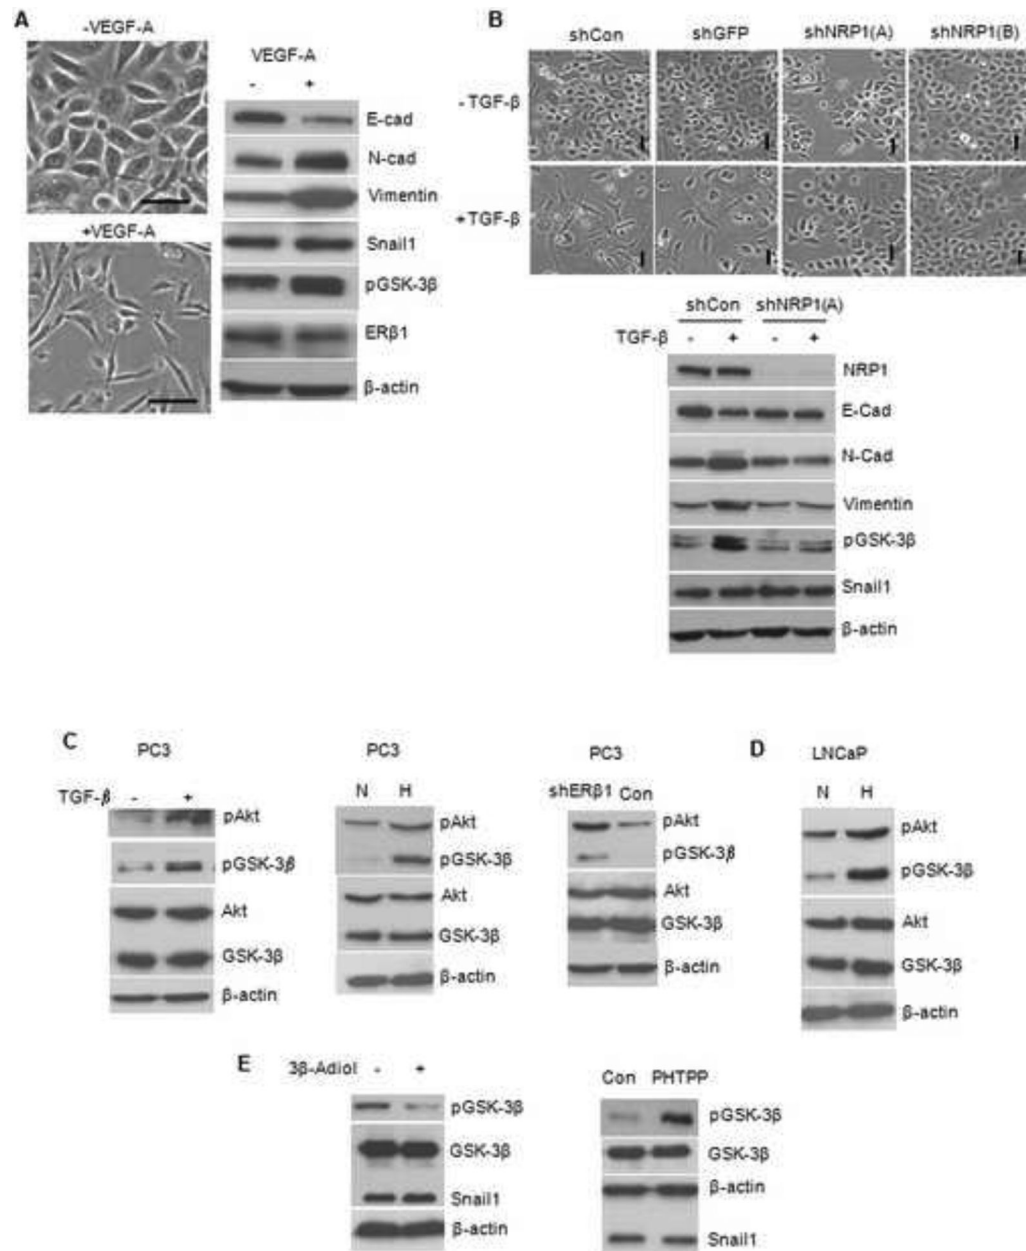 A
-VEGF-A
+VEGF-A
VEGF-A
- +
E-cad
N-cad
Vimentin
Snail1
pGSK-3β
ERβ1
β-actin
B
shCon shGFP shNRP1(A) shNRP1(B)
- TGF-β
+TGF-β
shCon shNRP1(A)
TGF-β - + - +
NRP1
E-Cad
N-Cad
Vimentin
pGSK-3β
Snail1
β-actin
C
PC3
TGF-β - +
pAkt
pGSK-3β
Akt
GSK-3β
β-actin
PC3
N H
pAkt
pGSK-3β
Akt
GSK-3β
β-actin
PC3
shERβ1 Con
pAkt
pGSK-3β
Akt
GSK-3β
β-actin
D
LNCaP
N H
pAkt
pGSK-3β
Akt
GSK-3β
β-actin
E
3β-Adiol - +
pGSK-3β
GSK-3β
Snail1
β-actin
Con PHTPP
pGSK-3β
GSK-3β
β-actin
Snail1